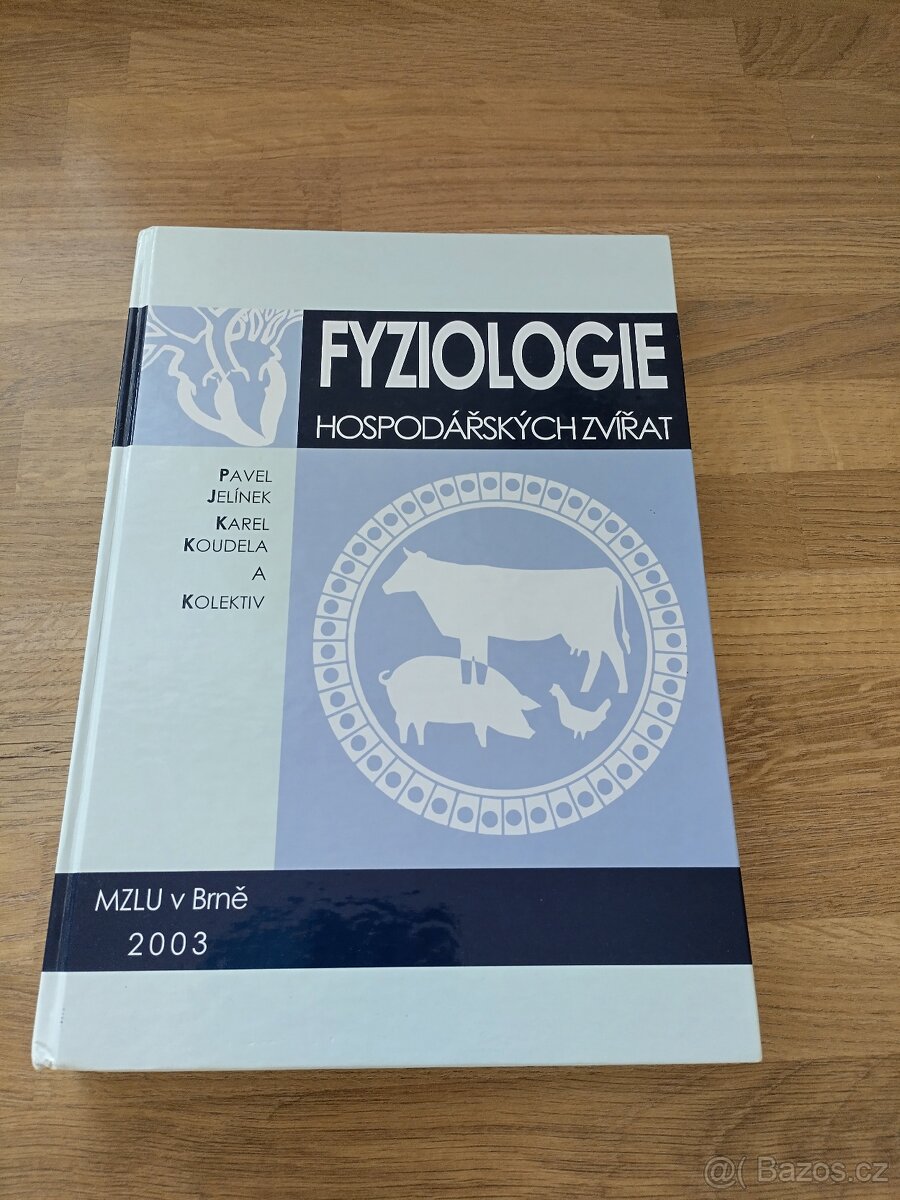 FYZIOLOGIE
HOSPODÁŘSKÝCH ZVÍŘAT
PAVEL
JELÍNEK
KAREL
KOUDELA
A
KOLEKTIV
MZLU v Brně
2003
@( Bazos.cz